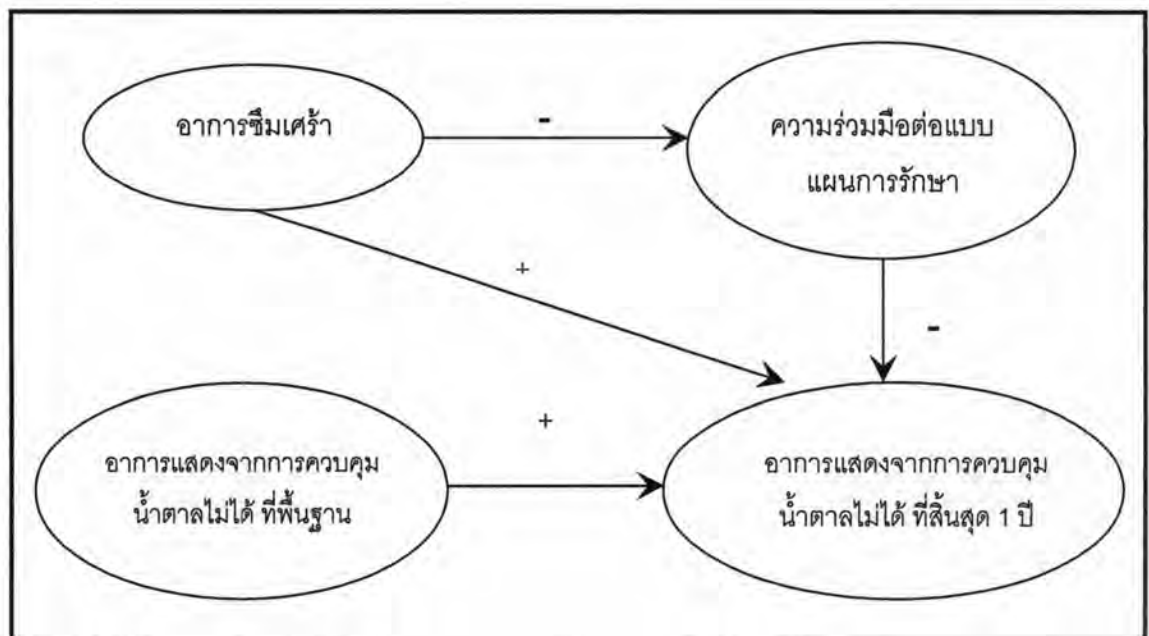 อาการซึมเศร้า
-
ความร่วมมือต่อแบบ
แผนการรักษา
+
-
อาการแสดงจากการควบคุม
น้ำตาลไม่ได้ ที่พื้นฐาน
+
อาการแสดงจากการควบคุม
น้ำตาลไม่ได้ ที่สิ้นสุด 1 ปี